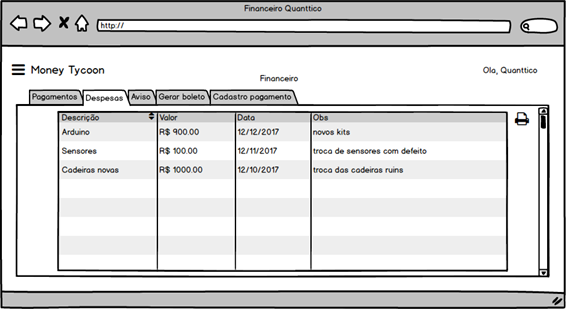 Financeiro Quanttico
http://
Money Tycoon
Ola, Quanttico
Financeiro
Pagamentos Despesas Aviso Gerar boleto Cadastro pagamento
Descrição Valor Data Obs
Arduino R$ 900.00 12/12/2017 novos kits
Sensores R$ 100.00 12/11/2017 troca de sensores com defeito
Cadeiras novas R$ 1000.00 12/10/2017 troca das cadeiras ruins